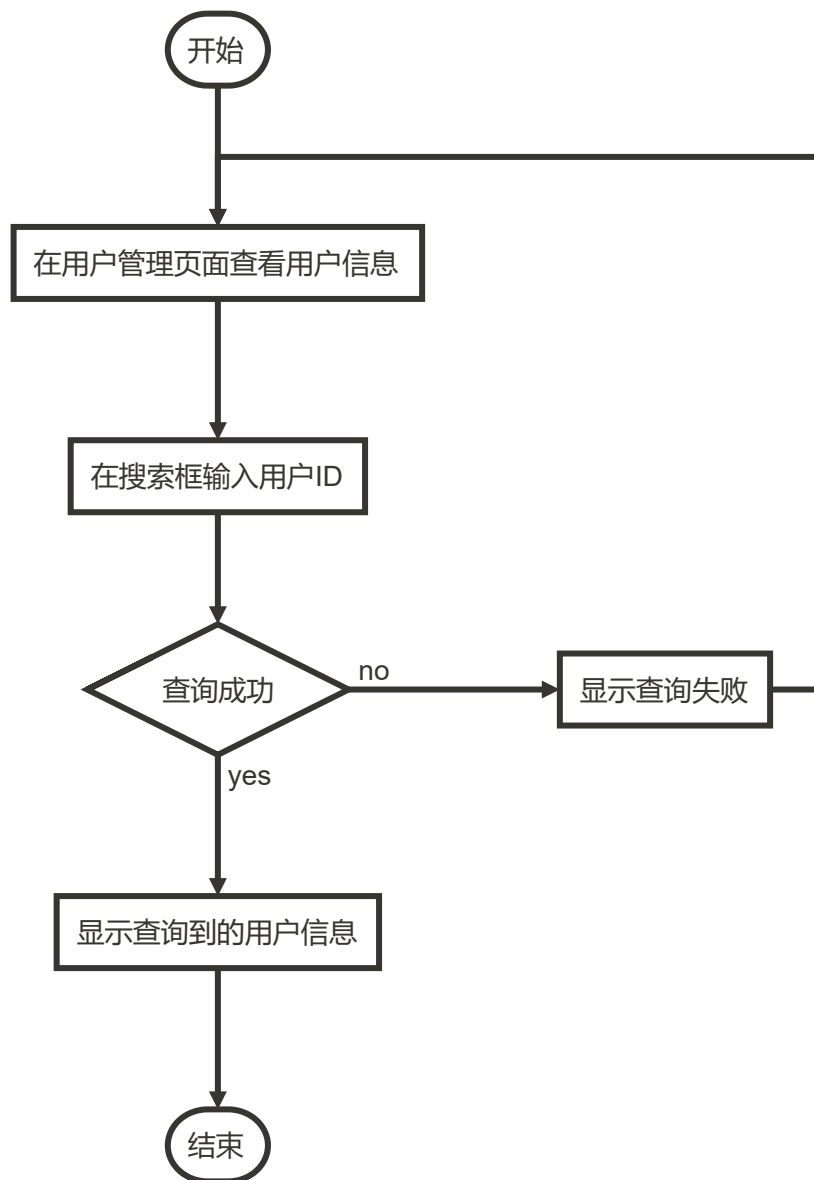 开始
在用户管理页面查看用户信息
在搜索框输入用户ID
查询成功
no
显示查询失败
yes
显示查询到的用户信息
结束